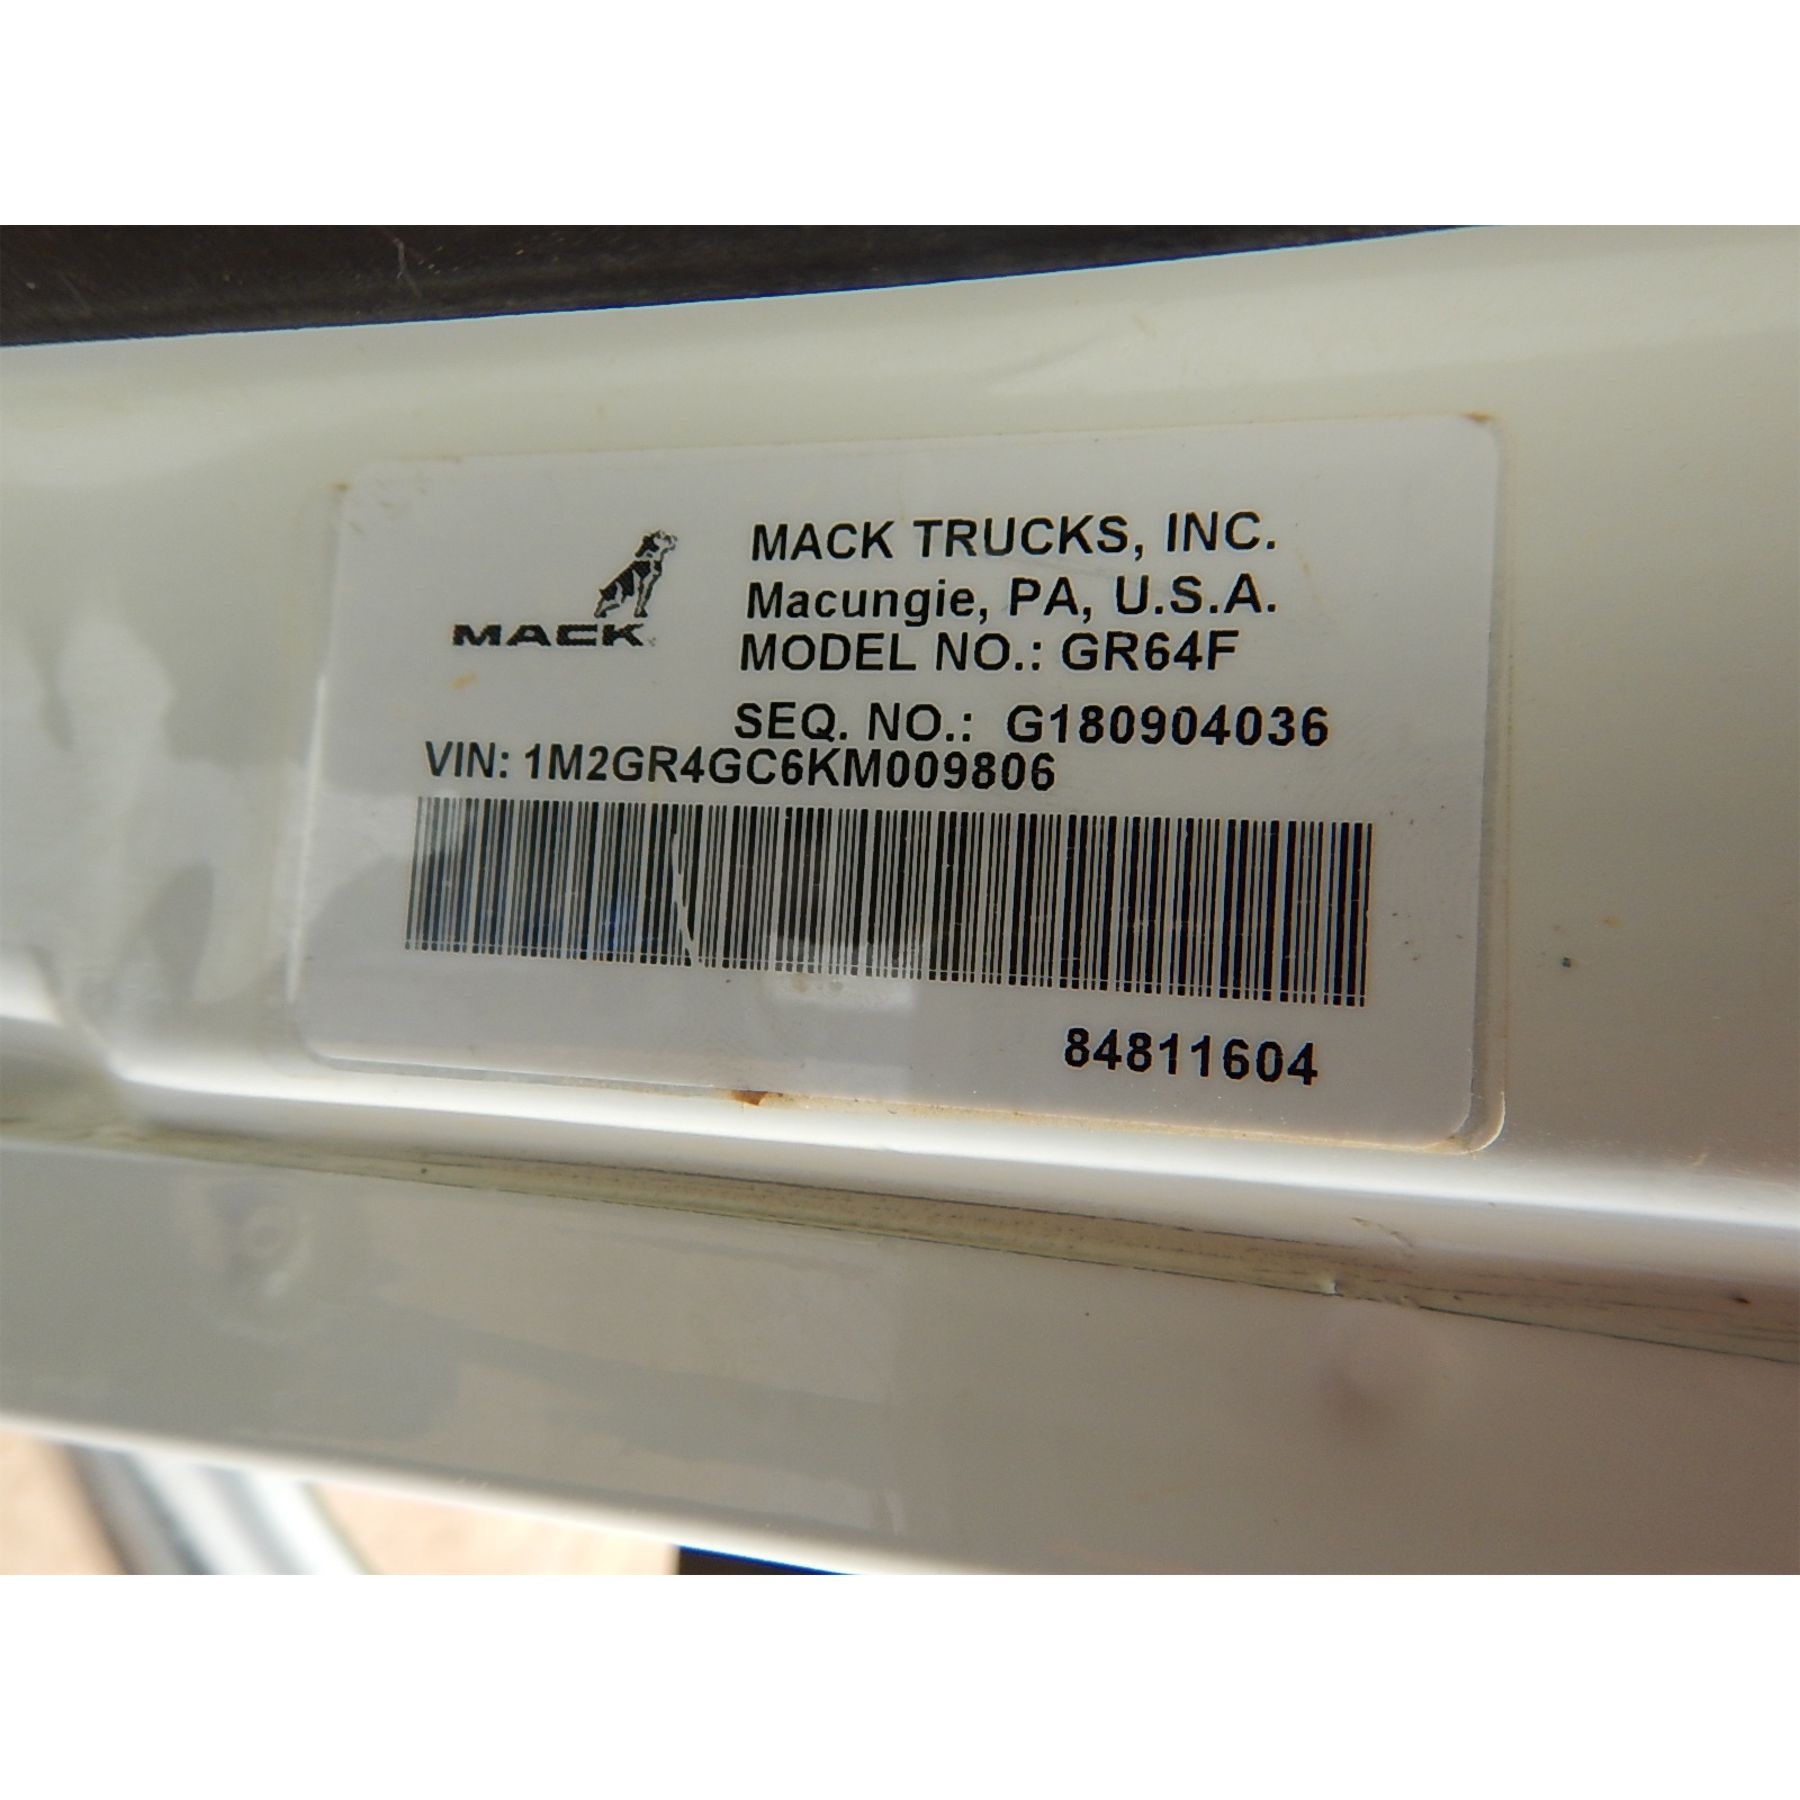 MACK
MACK TRUCKS, INC.
Macungie, PA, U.S.A.
MODEL NO.: GR64F
SEQ. NO.: G180904036
VIN: 1M2GR4GC6KM009806
84811604